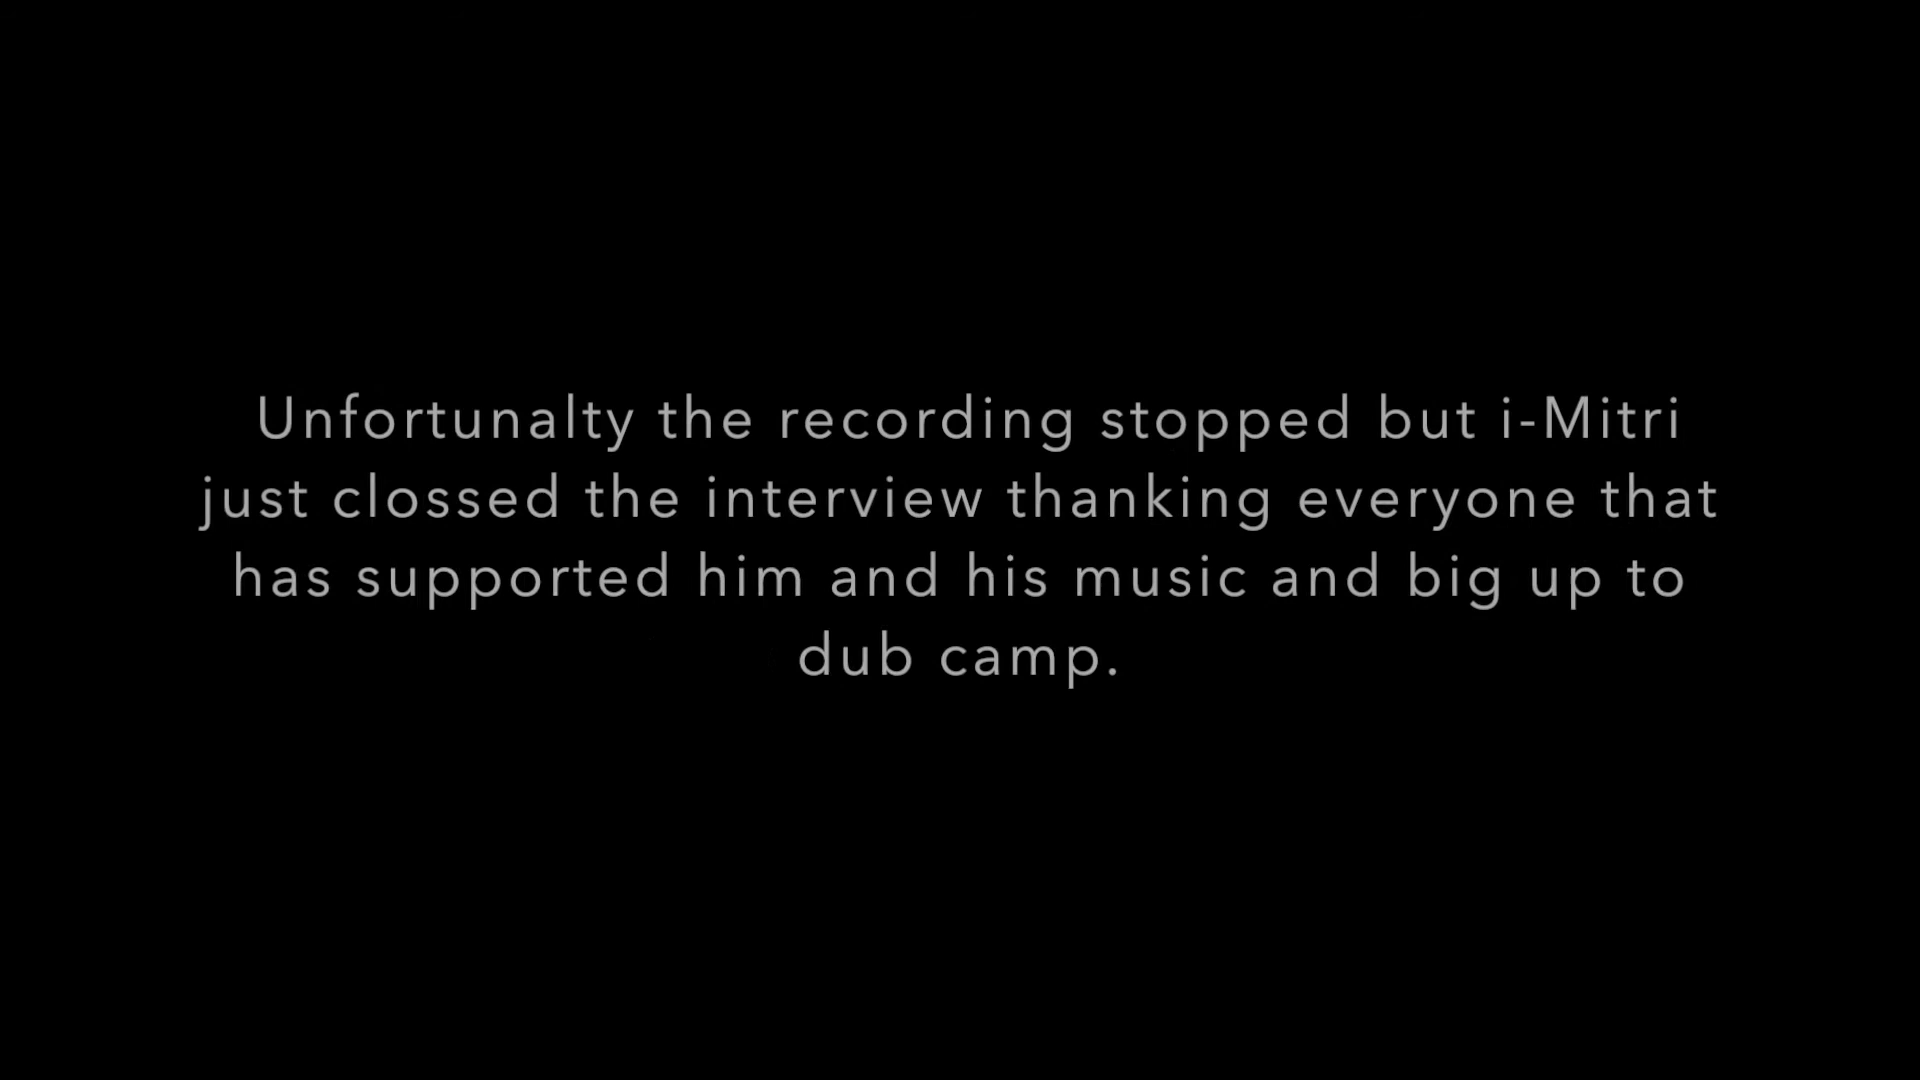 Unfortunalty the recording stopped but i-Mitri
just clossed the interview thanking everyone that
has supported him and his music and big up to
dub camp.